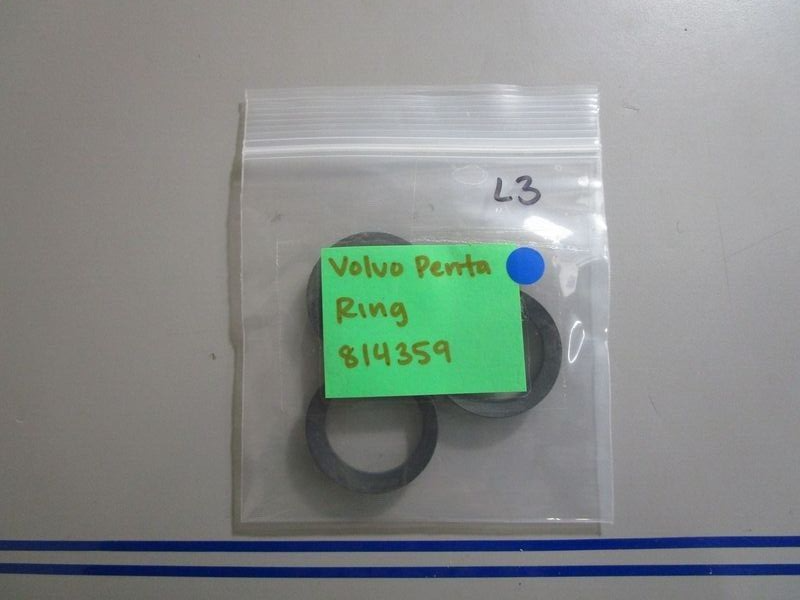 L3
Volvo Penta
Ring
814359